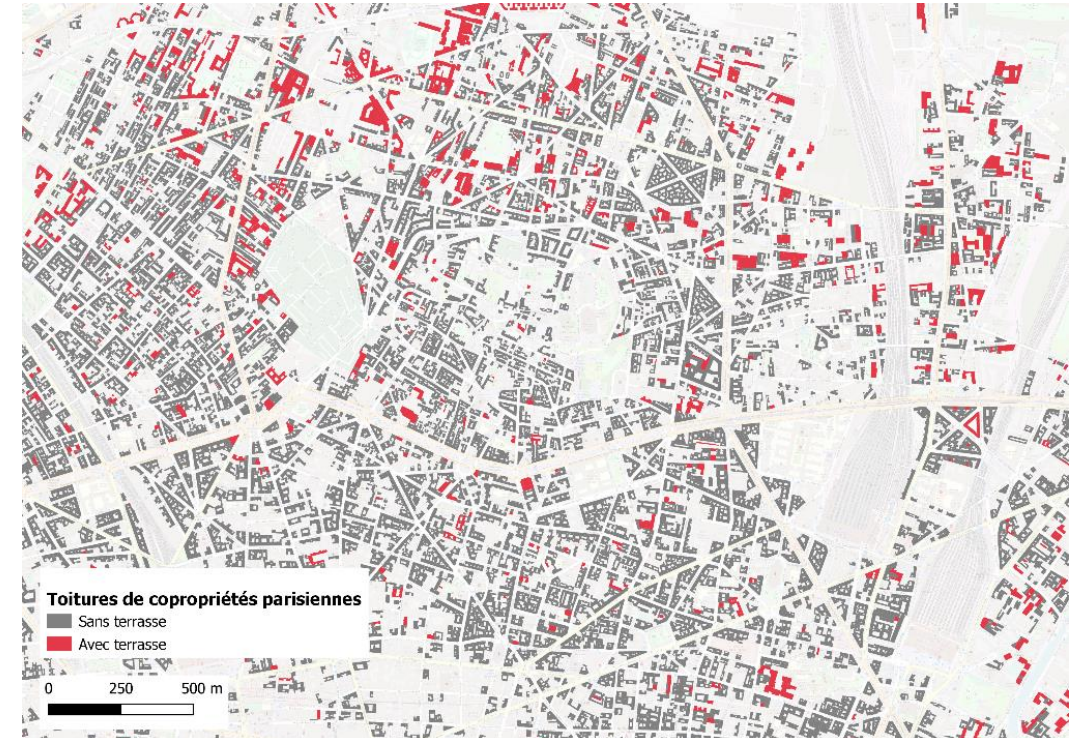 Toitures de copropriétés parisiennes
Sans terrasse
Avec terrasse
0 250 500 m